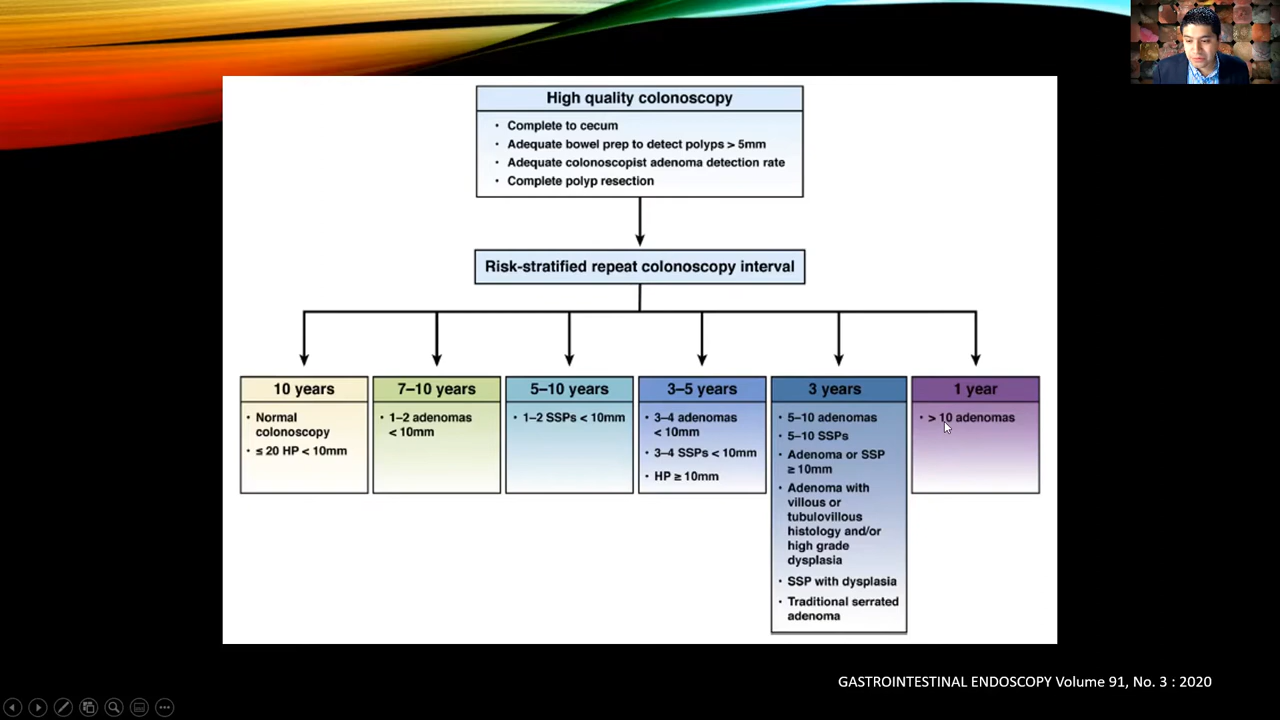 High quality colonoscopy
• Complete to cecum
• Adequate bowel prep to detect polyps > 5mm
• Adequate colonoscopist adenoma detection rate
• Complete polyp resection
Risk-stratified repeat colonoscopy interval
10 years
• Normal
colonoscopy
• ≤ 20 HP < 10mm
7–10 years
• 1–2 adenomas
< 10mm
5–10 years
• 1–2 SSPs < 10mm
3–5 years
• 3–4 adenomas
< 10mm
• 3–4 SSPs < 10mm
• HP ≥ 10mm
3 years
• 5–10 adenomas
• 5–10 SSPs
• Adenoma or SSP
≥ 10mm
• Adenoma with
villous or
tubulovillous
histology and/or
high grade
dysplasia
• SSP with dysplasia
• Traditional serrated
adenoma
1 year
• > 10 adenomas
GASTROINTESTINAL ENDOSCOPY Volume 91, No. 3 : 2020